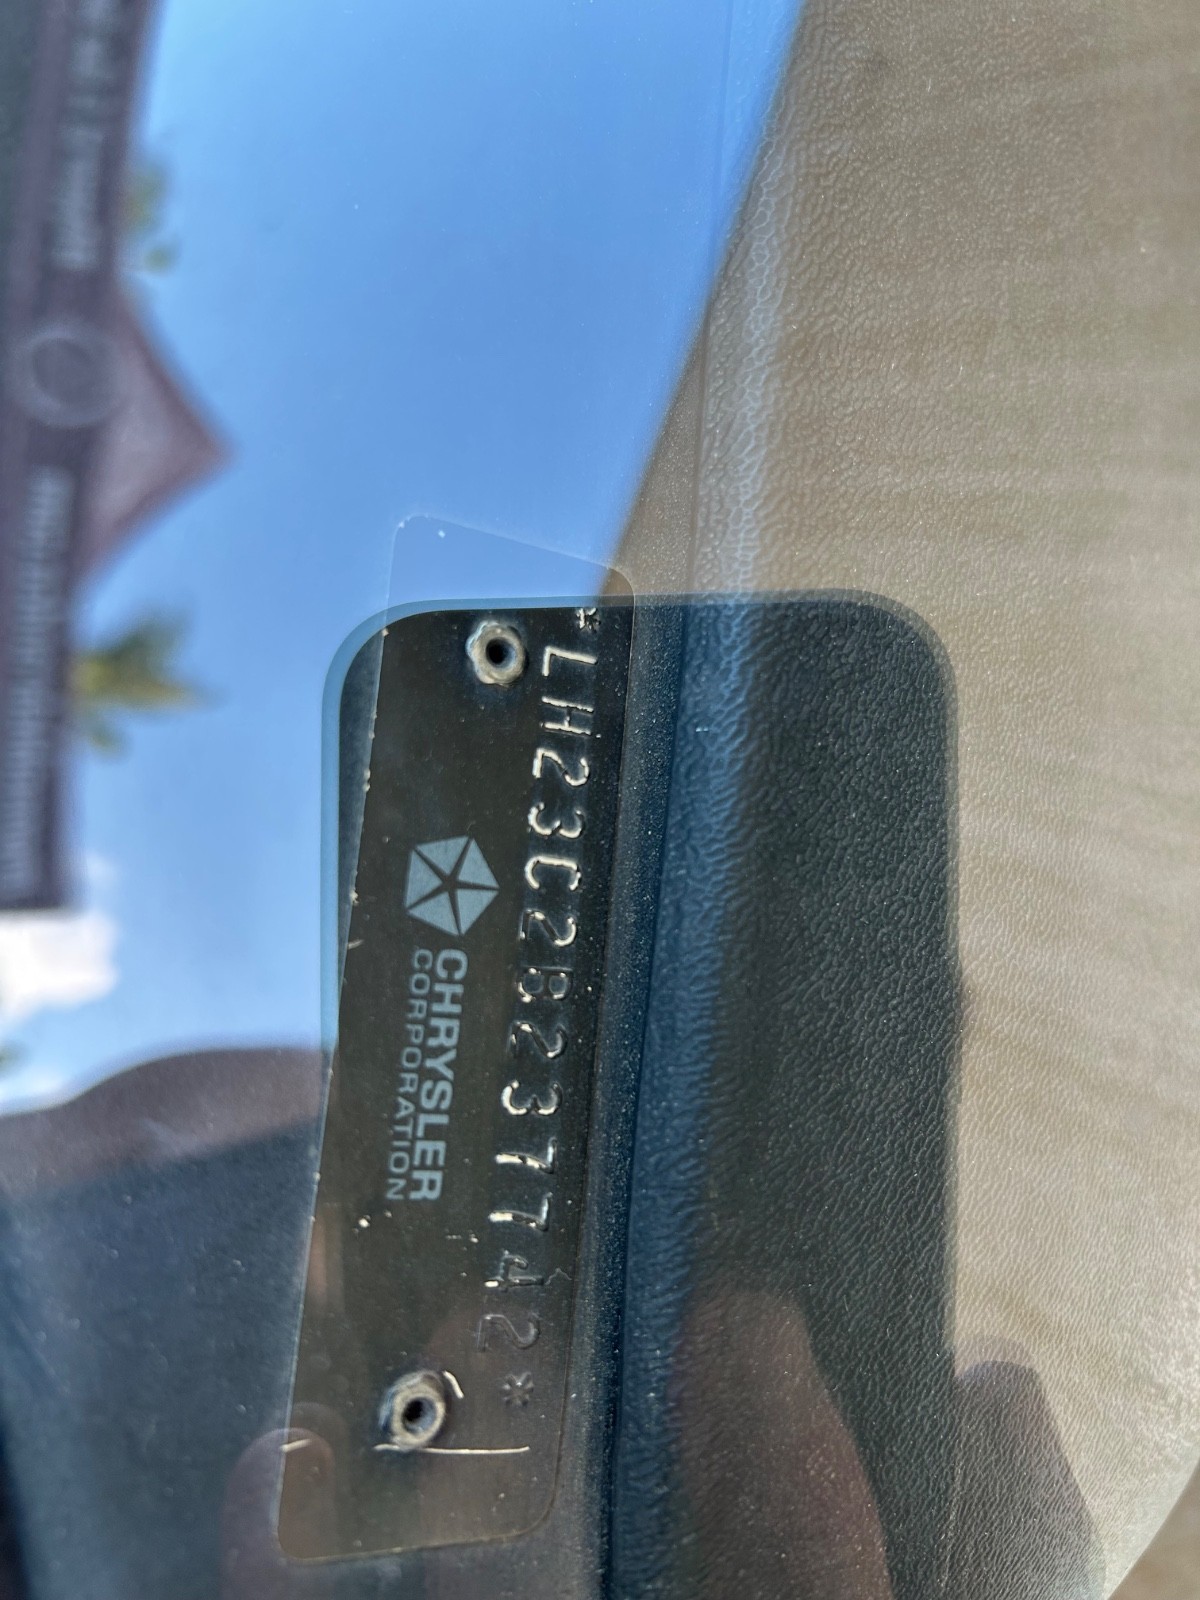 *LH23C2B237742*
CHRYSLER
CORPORATION